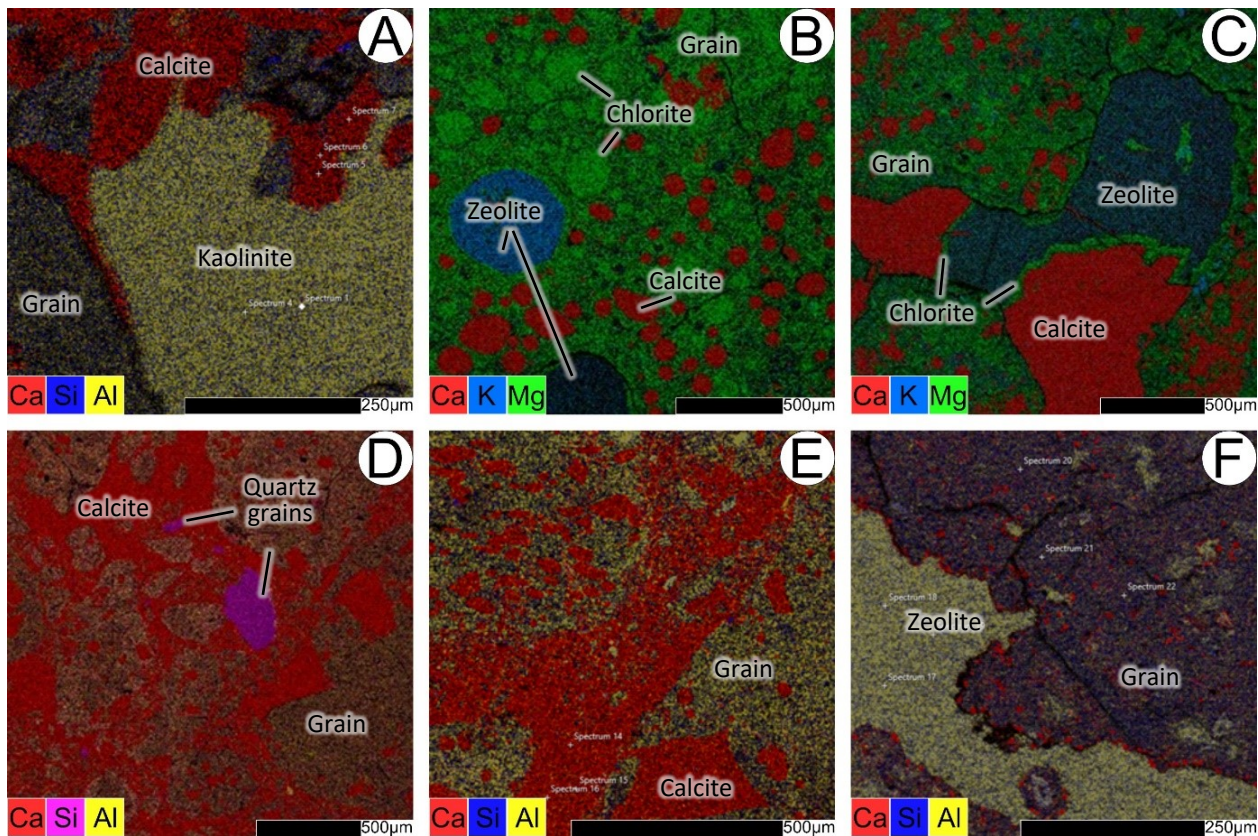 A
Calcite
Spectrum 7
Spectrum 6
Spectrum 5
Kaolinite
Grain
Spectrum 4
Spectrum 1
Ca Si Al
250µm
B
Grain
Chlorite
Zeolite
Calcite
Ca K Mg
500µm
C
Grain
Zeolite
Chlorite
Calcite
Ca K Mg
500µm
D
Calcite
Quartz
grains
Grain
Ca Si Al
500µm
E
Grain
Spectrum 14
Spectrum 15
Spectrum 16
Calcite
Ca Si Al
500µm
F
Spectrum 20
Spectrum 21
Spectrum 22
Spectrum 18
Zeolite
Grain
Spectrum 17
Ca Si Al
250µm